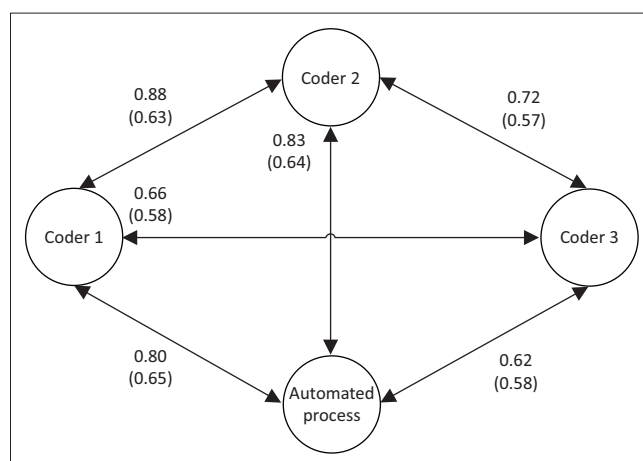 Coder 2
0.88
(0.63)
0.72
(0.57)
0.83
(0.64)
0.66
(0.58)
Coder 1
Coder 3
0.80
(0.65)
0.62
(0.58)
Automated
process